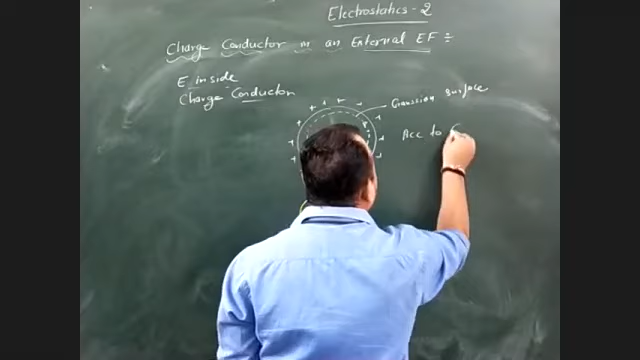 Electrostatics - 2
Charge Conductor in an External EF ÷
E inside
Charge Conductor
Gaussian surface
Acc to G